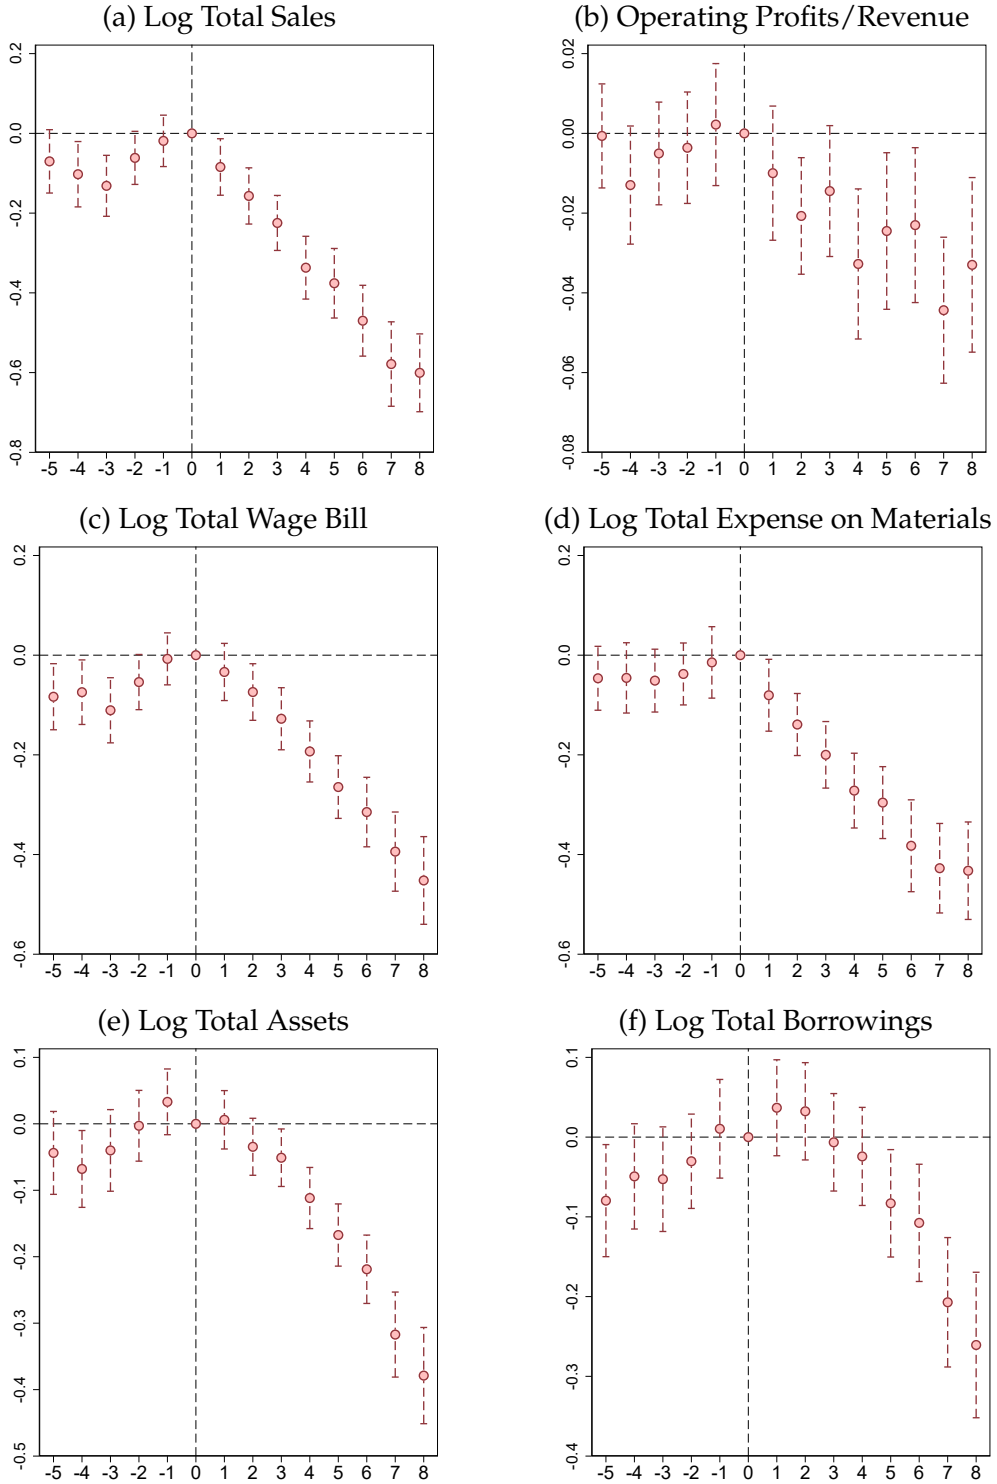 (a) Log Total Sales
0.2
0.0
-0.2
-0.4
-0.6
-0.8
-5 -4 -3 -2 -1 0 1 2 3 4 5 6 7 8
(b) Operating Profits/Revenue
0.02
0.00
-0.02
-0.04
-0.06
-0.08
-5 -4 -3 -2 -1 0 1 2 3 4 5 6 7 8
(c) Log Total Wage Bill
0.2
0.0
-0.2
-0.4
-0.6
-5 -4 -3 -2 -1 0 1 2 3 4 5 6 7 8
(d) Log Total Expense on Materials
0.2
0.0
-0.2
-0.4
-0.6
-5 -4 -3 -2 -1 0 1 2 3 4 5 6 7 8
(e) Log Total Assets
0.1
0.0
-0.1
-0.2
-0.3
-0.4
-0.5
-5 -4 -3 -2 -1 0 1 2 3 4 5 6 7 8
(f) Log Total Borrowings
0.1
0.0
-0.1
-0.2
-0.3
-0.4
-5 -4 -3 -2 -1 0 1 2 3 4 5 6 7 8